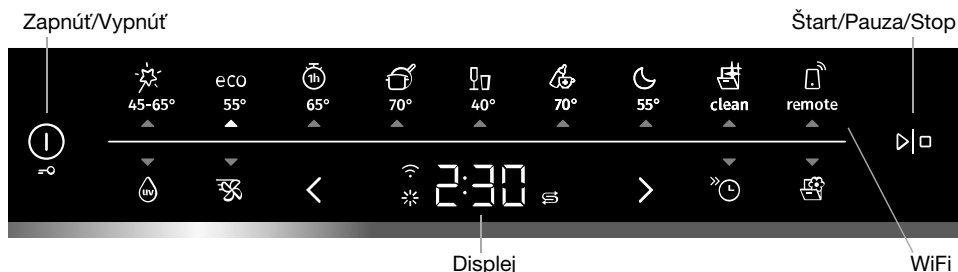 Zapnúť/Vypnúť Štart/Pauza/Stop
eco 1h
45-65° 55° 65° 70° 40° 70° 55° clean remote
UV 2:30
Displej WiFi